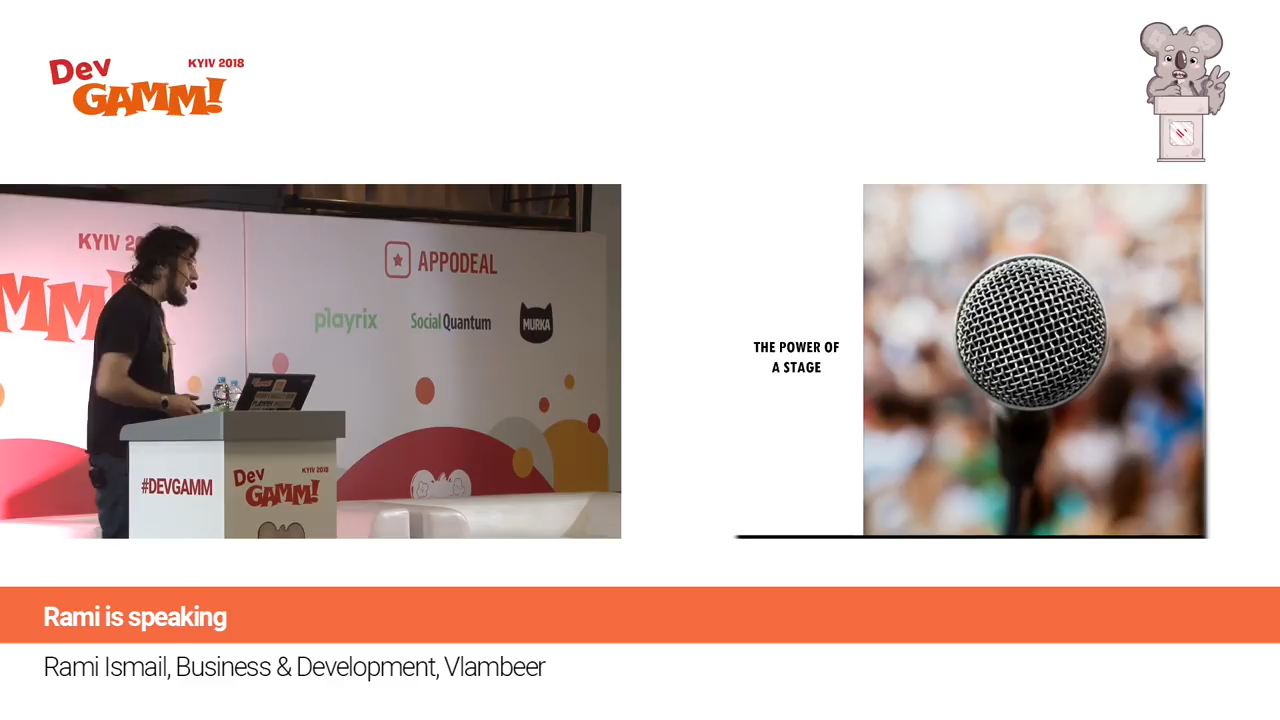 Dev
GAMM!
KYIV 2018
KYIV 2
MM
APPODEAL
playrix
Social Quantum
MURKA
#DEVGAMM
Dev
GAMM!
KYIV 2018
THE POWER OF
A STAGE
Rami is speaking
Rami Ismail, Business & Development, Vlambeer